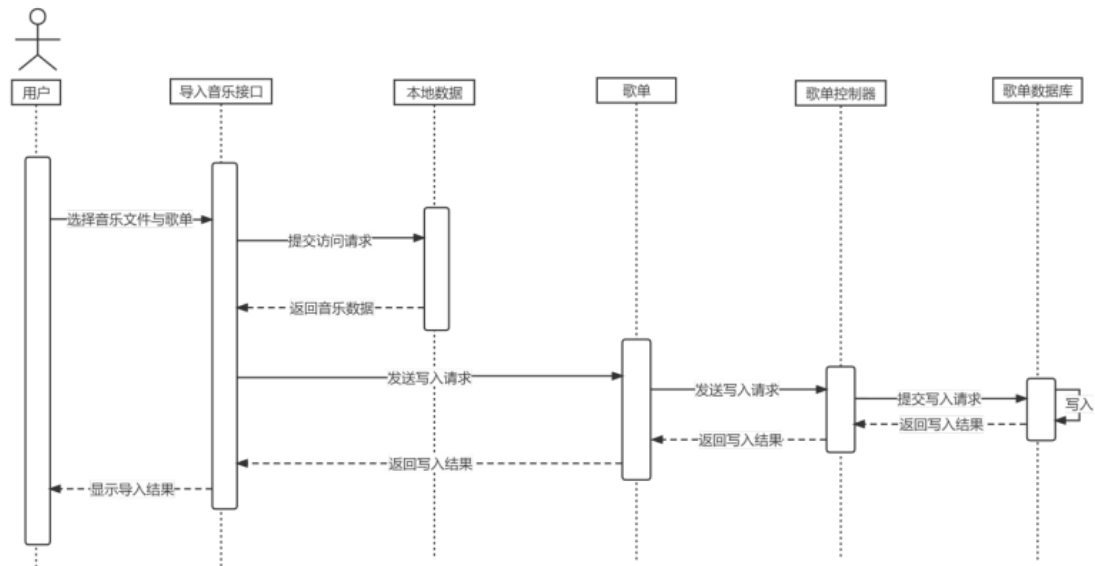 用户
导入音乐接口
本地数据
歌单
歌单控制器
歌单数据库
选择音乐文件与歌单
提交访问请求
返回音乐数据
发送写入请求
发送写入请求
提交写入请求
写入
返回写入结果
返回写入结果
返回写入结果
显示导入结果